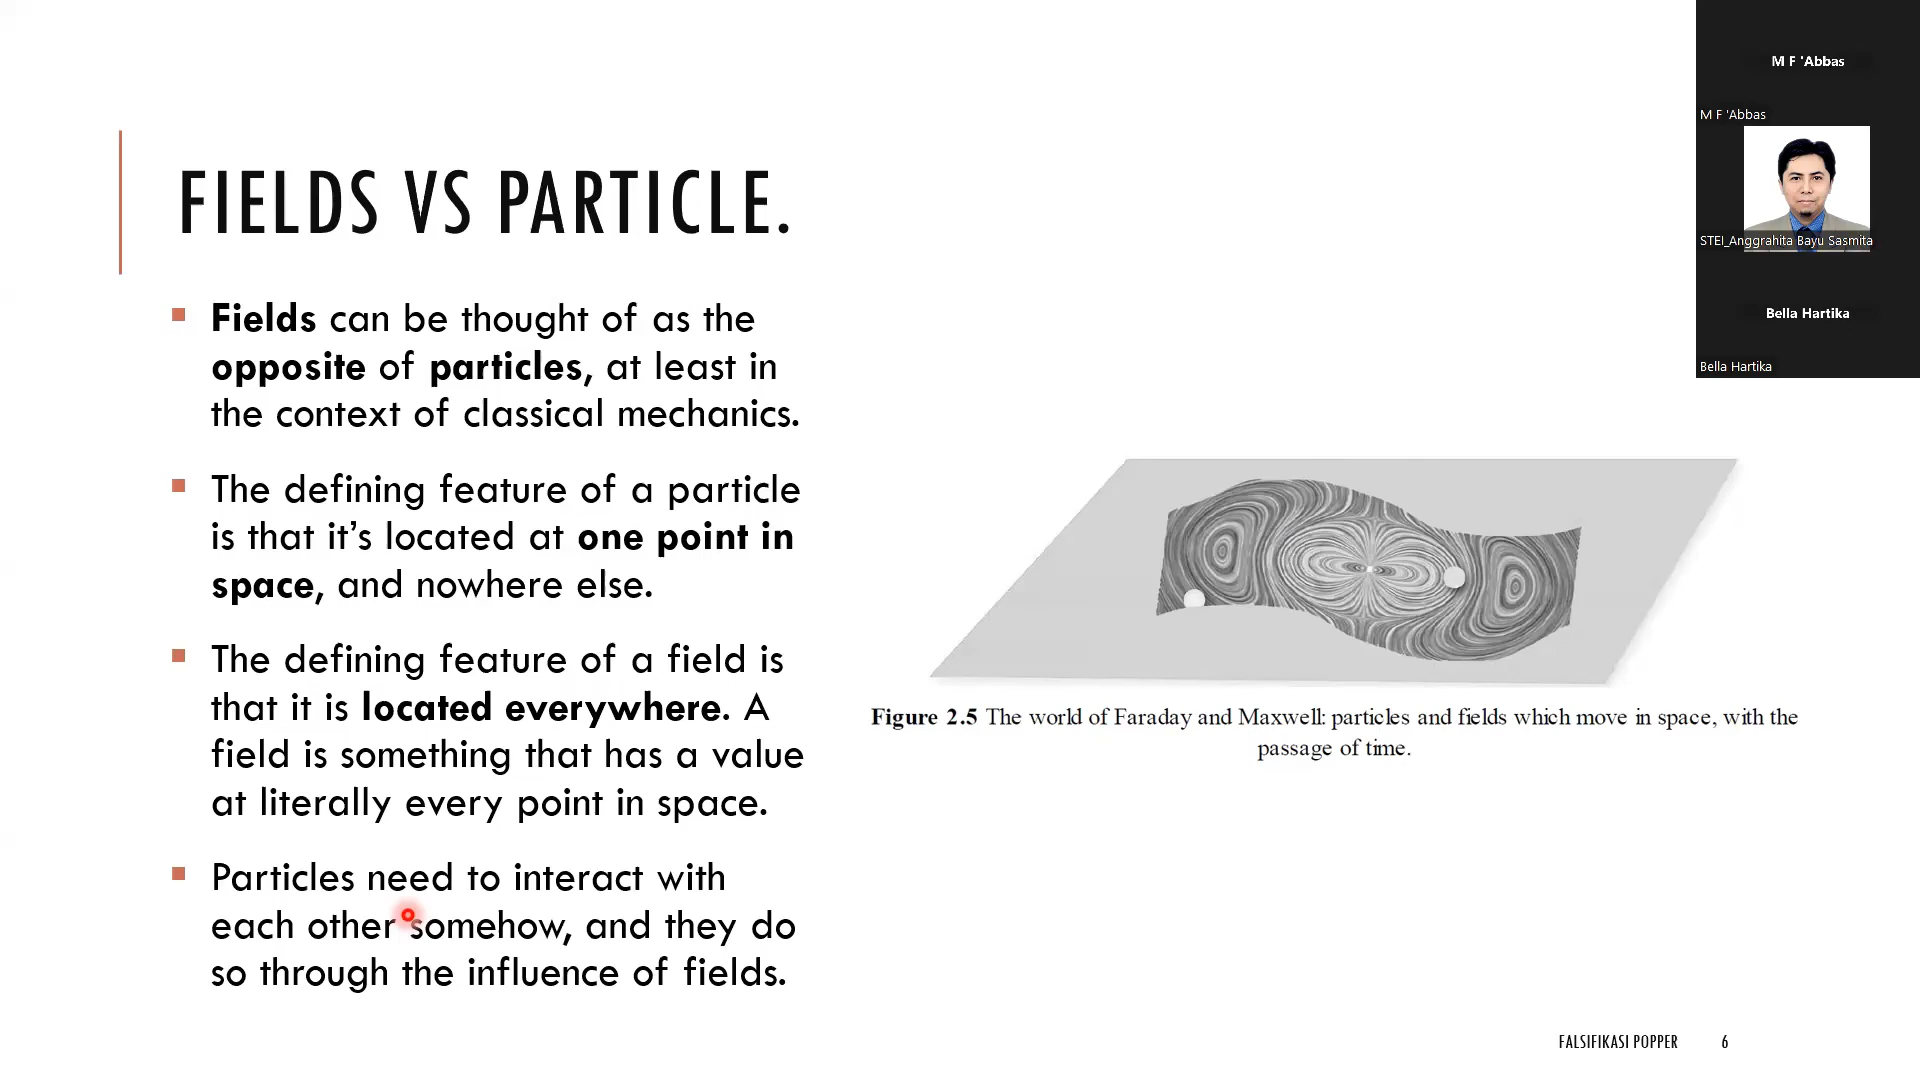 FIELDS VS PARTICLE.
Fields can be thought of as the
opposite of particles, at least in
the context of classical mechanics.
The defining feature of a particle
is that it’s located at one point in
space, and nowhere else.
The defining feature of a field is
that it is located everywhere. A
field is something that has a value
at literally every point in space.
Particles need to interact with
each other somehow, and they do
so through the influence of fields.
Figure 2.5 The world of Faraday and Maxwell: particles and fields which move in space, with the
passage of time.
FALSIFIKASI POPPER 6
M F 'Abbas
M F 'Abbas
STEI_Anggrahita Bayu Sasmita
Bella Hartika
Bella Hartika